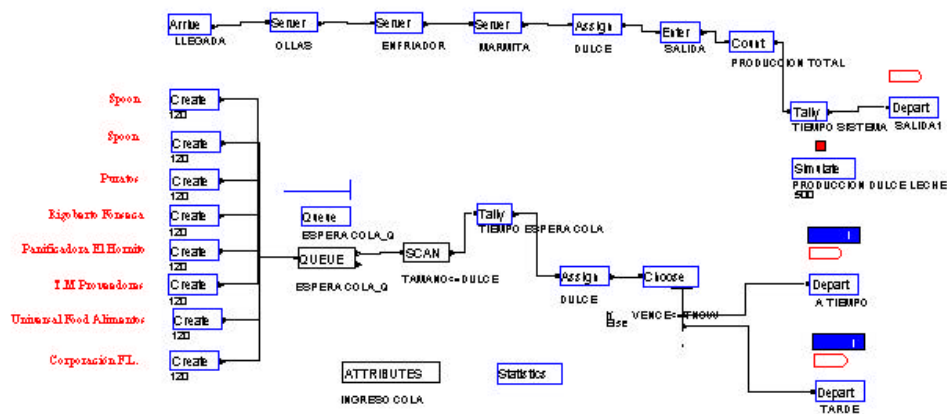 Arrive
LLEGADA
Server
OLLAS
Server
ENFRIADOR
Server
MARMITA
Assign
DULCE
Enter
SALIDA
Count
PRODUCCION TOTAL
Tally
TIEMPO SISTEMA
Depart
SALIDA1
Simulate
PRODUCCION DULCE LECHE
500
Spoon
Create
120
Spoon
Create
120
Puratos
Create
120
Rigoberto Fonseca
Create
120
Panificadora El Hornito
Create
120
T.M Proveedores
Create
120
Universal Food Alimentos
Create
120
Corporación F.L.
Create
120
Queue
ESPERA COLA_Q
QUEUE
ESPERA COLA_Q
SCAN
TAMANO<=DULCE
Tally
TIEMPO ESPERA COLA
Assign
DULCE
Choose
If VENCE<=TNOW
Else
Depart
A TIEMPO
Depart
TARDE
ATTRIBUTES
INGRESO COLA
Statistics